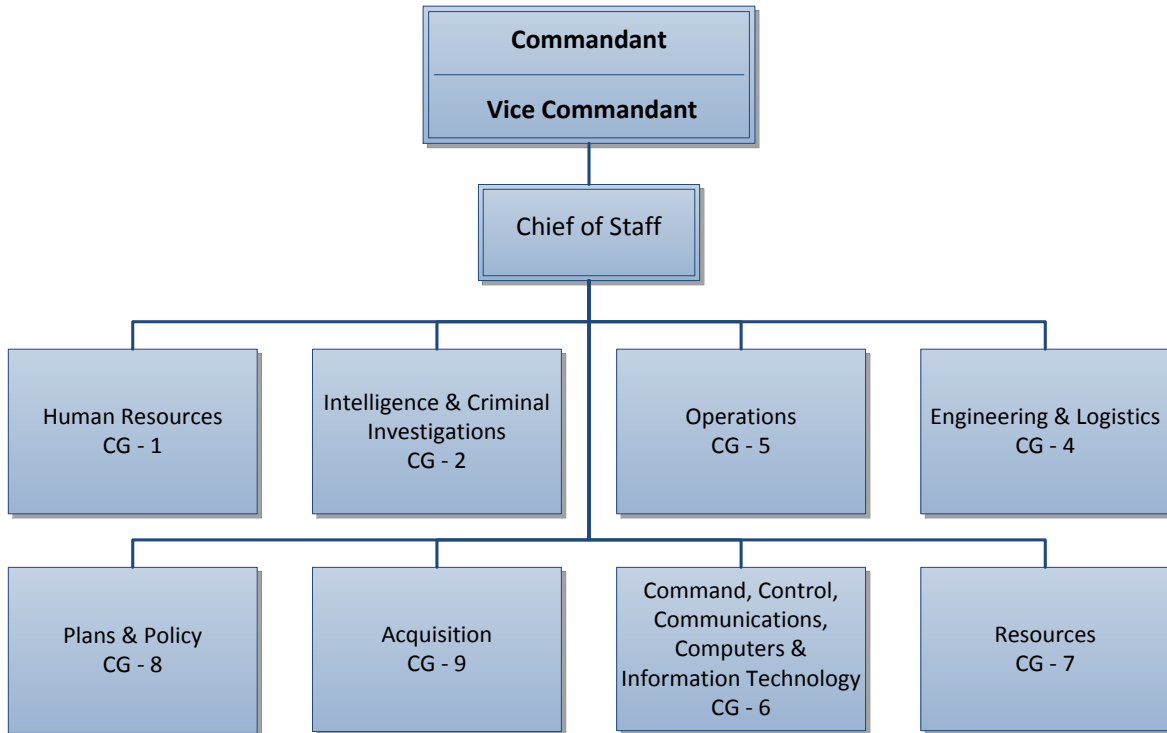 Commandant
Vice Commandant
Chief of Staff
Human Resources
CG - 1
Intelligence & Criminal
Investigations
CG - 2
Operations
CG - 5
Engineering & Logistics
CG - 4
Plans & Policy
CG - 8
Acquisition
CG - 9
Command, Control,
Communications,
Computers &
Information Technology
CG - 6
Resources
CG - 7